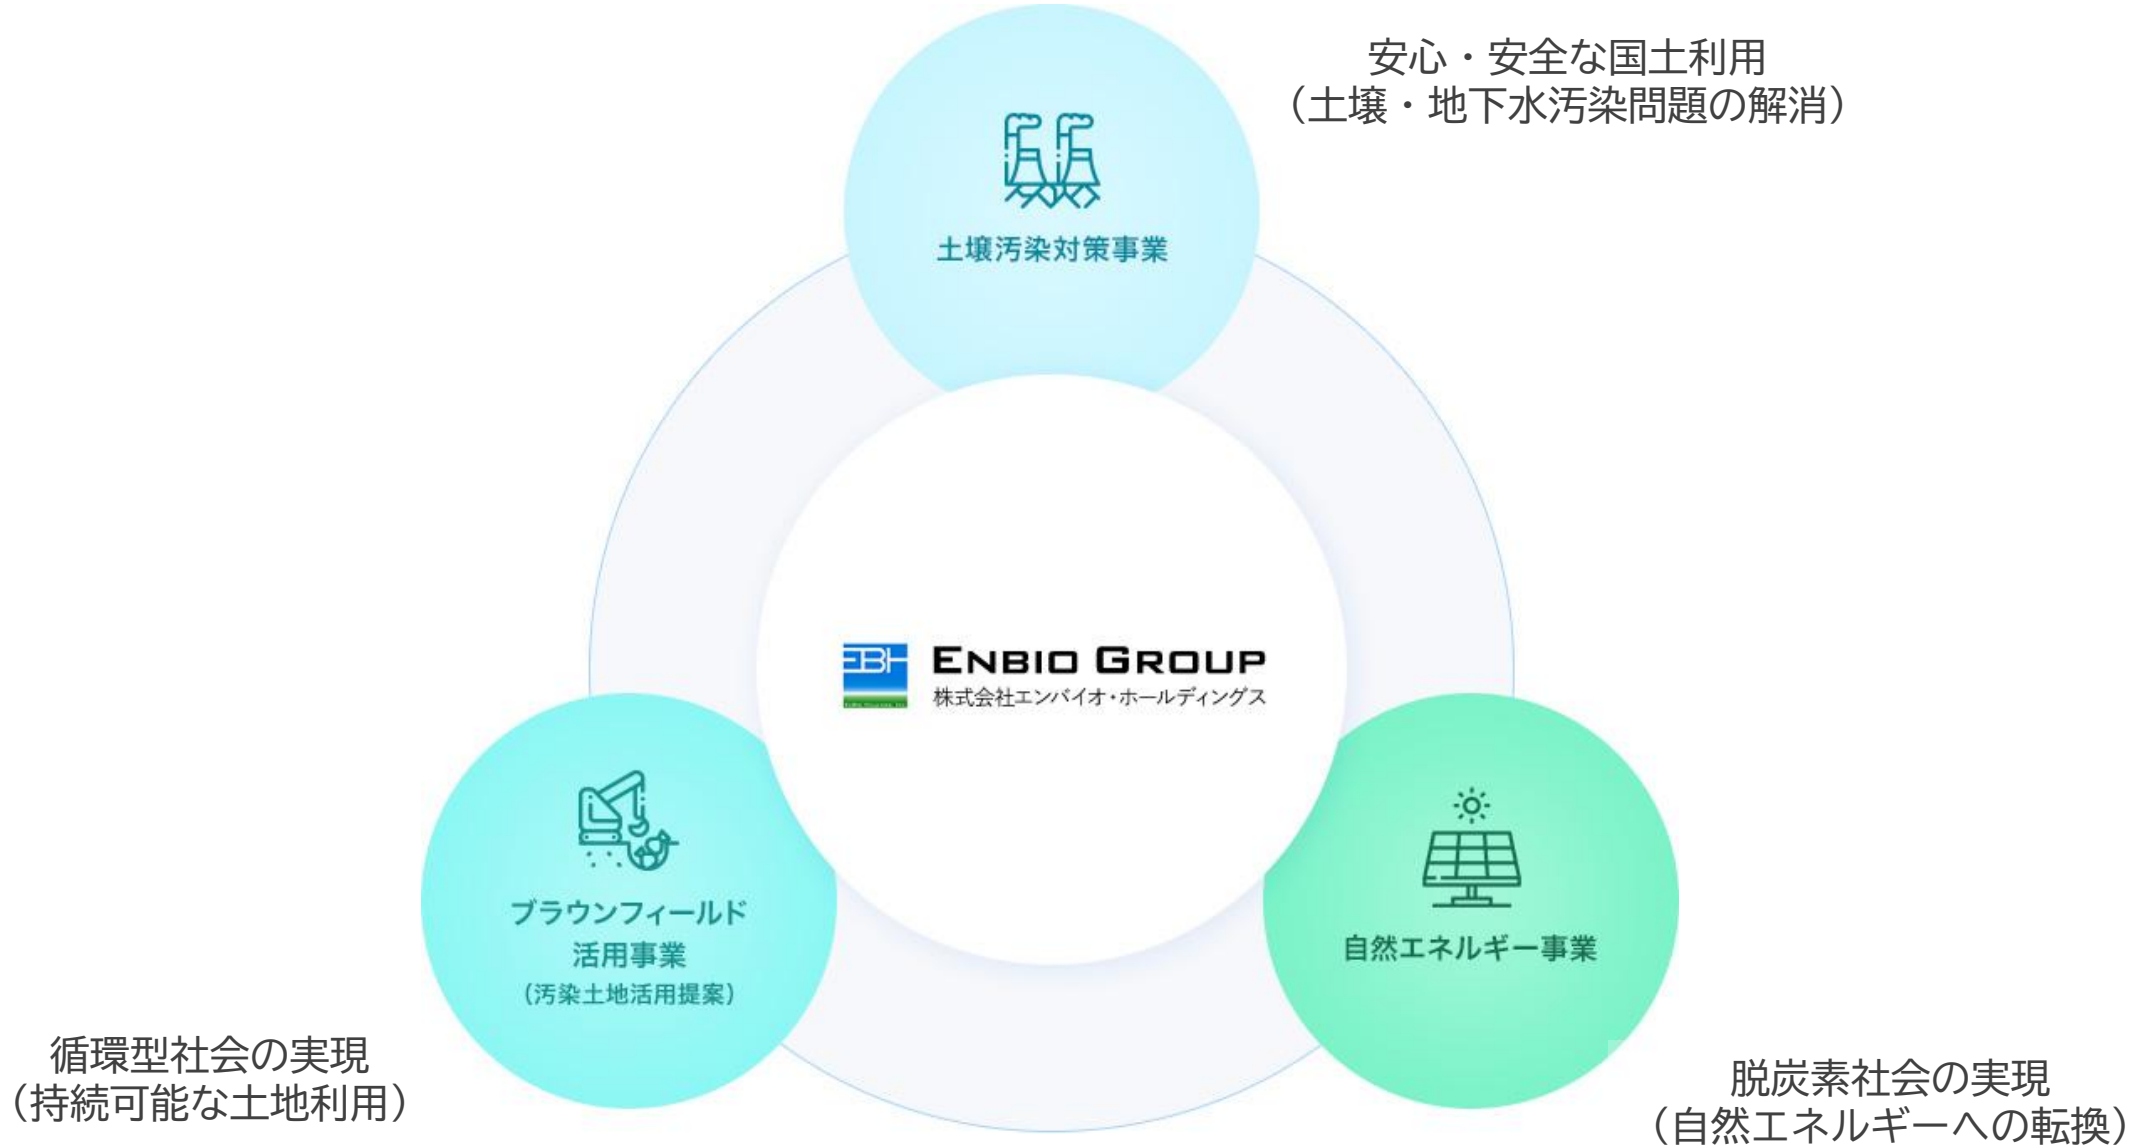 安心・安全な国土利用
（土壌・地下水汚染問題の解消）
土壌汚染対策事業
EBH
ENBIO GROUP
株式会社エンバイオ・ホールディングス
ブラウンフィールド
活用事業
（汚染土地活用提案）
自然エネルギー事業
循環型社会の実現
（持続可能な土地利用）
脱炭素社会の実現
（自然エネルギーへの転換）